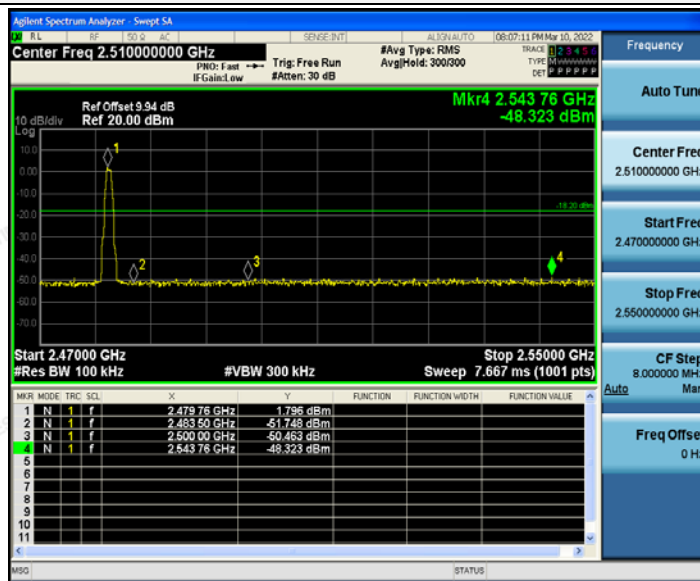 Agilent Spectrum Analyzer - Swept SA
RL RF 50 Ω AC SENSE:INT ALIGN AUTO 08:07:11 PM Mar 10, 2022
Center Freq 2.510000000 GHz
PNO: Fast
IFGain:Low
Trig: Free Run
#Atten: 30 dB
#Avg Type: RMS
Avg|Hold: 300/300
TRACE 1 2 3 4 5 6
TYPE M W W W W W
DET P P P P P P
Ref Offset 9.94 dB
10 dB/div Ref 20.00 dBm
Log
Mkr4 2.543 76 GHz
-48.323 dBm
10.0
0.00
-10.0
-20.0
-30.0
-40.0
-50.0
-60.0
-70.0
1
2
3
4
-18.20 dBm
Start 2.47000 GHz Stop 2.55000 GHz
#Res BW 100 kHz #VBW 300 kHz Sweep 7.667 ms (1001 pts)
MKR MODE TRC SCL X Y FUNCTION FUNCTION WIDTH FUNCTION VALUE
1 N 1 f 2.479 76 GHz 1.796 dBm
2 N 1 f 2.483 50 GHz -51.748 dBm
3 N 1 f 2.500 00 GHz -50.463 dBm
4 N 1 f 2.543 76 GHz -48.323 dBm
5
6
7
8
9
10
11
MSG STATUS
Frequency
Auto Tune
Center Freq
2.510000000 GHz
Start Freq
2.470000000 GHz
Stop Freq
2.550000000 GHz
CF Step
8.000000 MHz
Auto Man
Freq Offset
0 Hz